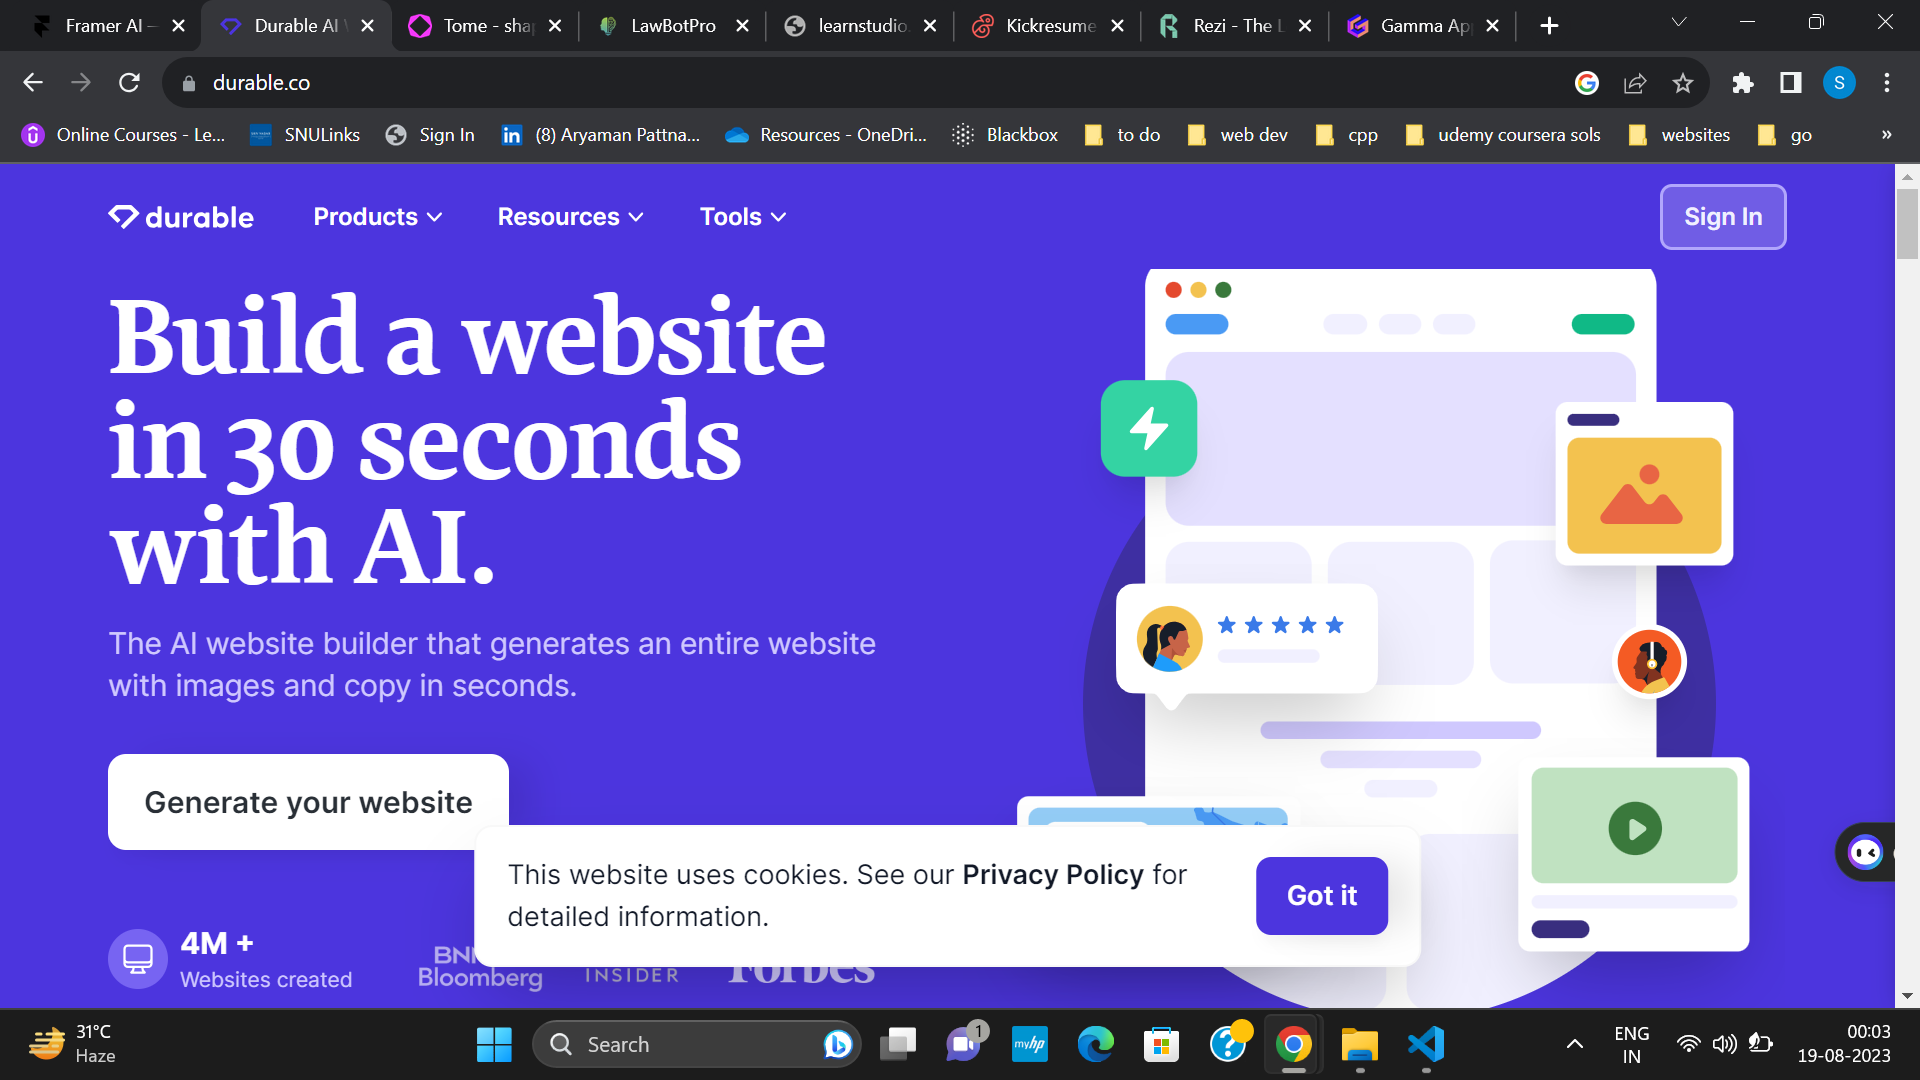 Framer AI –
Durable AI
Tome - sha
LawBotPro
learnstudio.
Kickresume
Rezi - The L
Gamma Ap
durable.co
S
Online Courses - Le...
SNULinks
Sign In
(8) Aryaman Pattna...
Resources - OneDri...
Blackbox
to do
web dev
cpp
udemy coursera sols
websites
go
»
durable
Products
Resources
Tools
Sign In
Build a website
in 30 seconds
with AI.
The AI website builder that generates an entire website
with images and copy in seconds.
Generate your website
This website uses cookies. See our Privacy Policy for
detailed information.
Got it
4M +
Websites created
Bloomberg
INSIDER
Forbes
31°C
Haze
Search
1
myhp
ENG
IN
00:03
19-08-2023